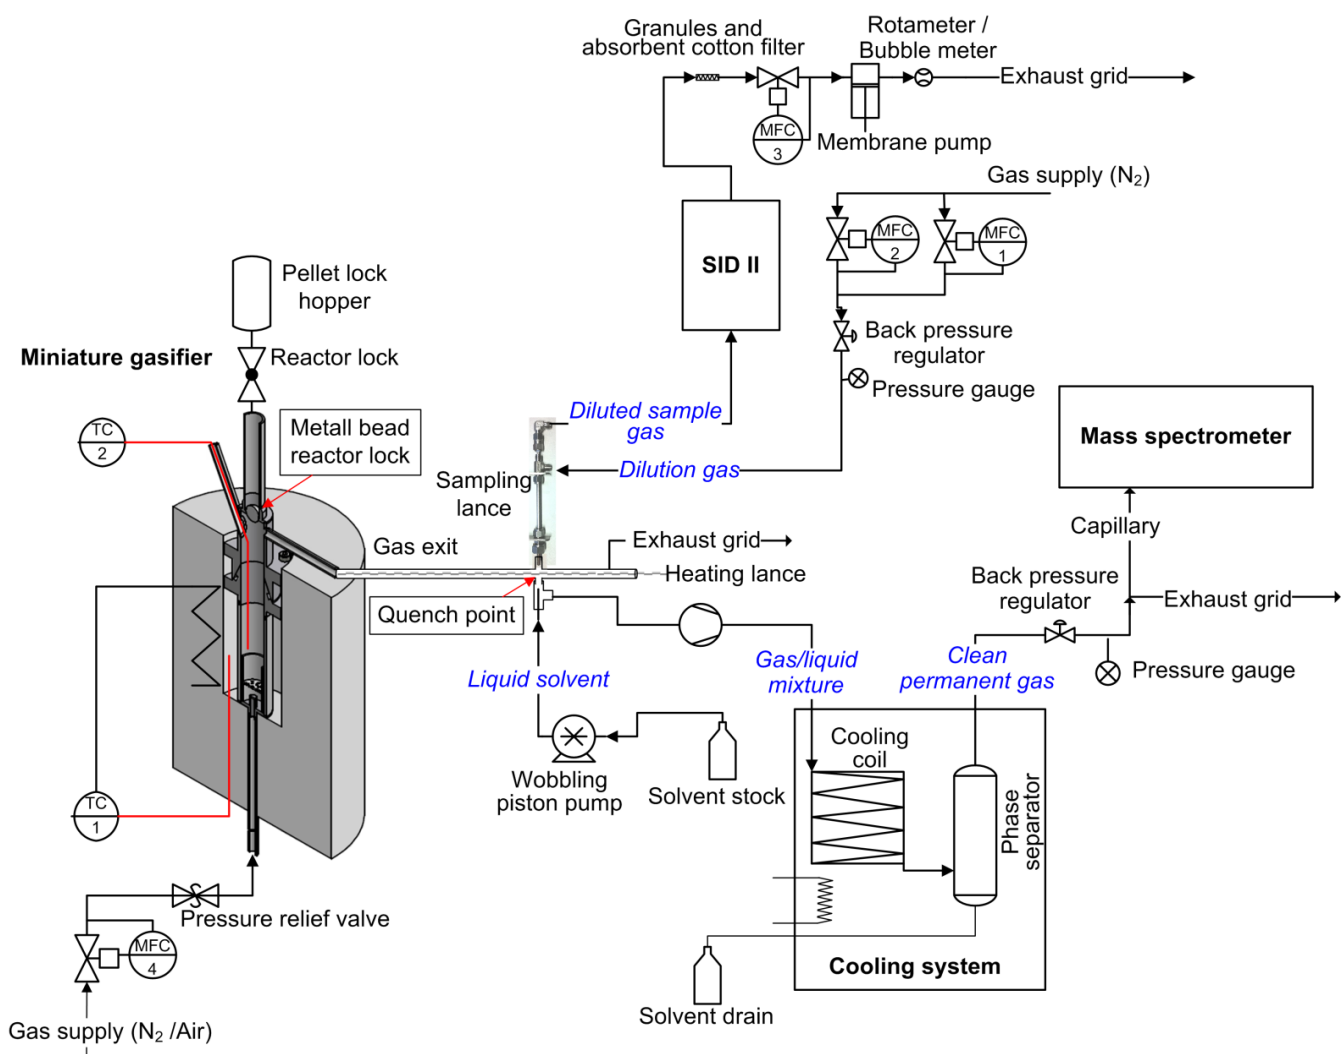 Granules and
absorbent cotton filter
Rotameter /
Bubble meter
Exhaust grid
MFC
3
Membrane pump
Gas supply (N₂)
MFC
2
MFC
1
SID II
Pellet lock
hopper
Miniature gasifier
Reactor lock
Back pressure
regulator
Pressure gauge
TC
2
Metall bead
reactor lock
Diluted sample
gas
Dilution gas
Sampling
lance
Mass spectrometer
Capillary
Gas exit
Exhaust grid
Heating lance
Quench point
Back pressure
regulator
Exhaust grid
Pressure gauge
Liquid solvent
Gas/liquid
mixture
Clean
permanent gas
Wobbling
piston pump
Solvent stock
Cooling
coil
Phase
separator
TC
1
Pressure relief valve
MFC
4
Gas supply (N₂ /Air)
Cooling system
Solvent drain